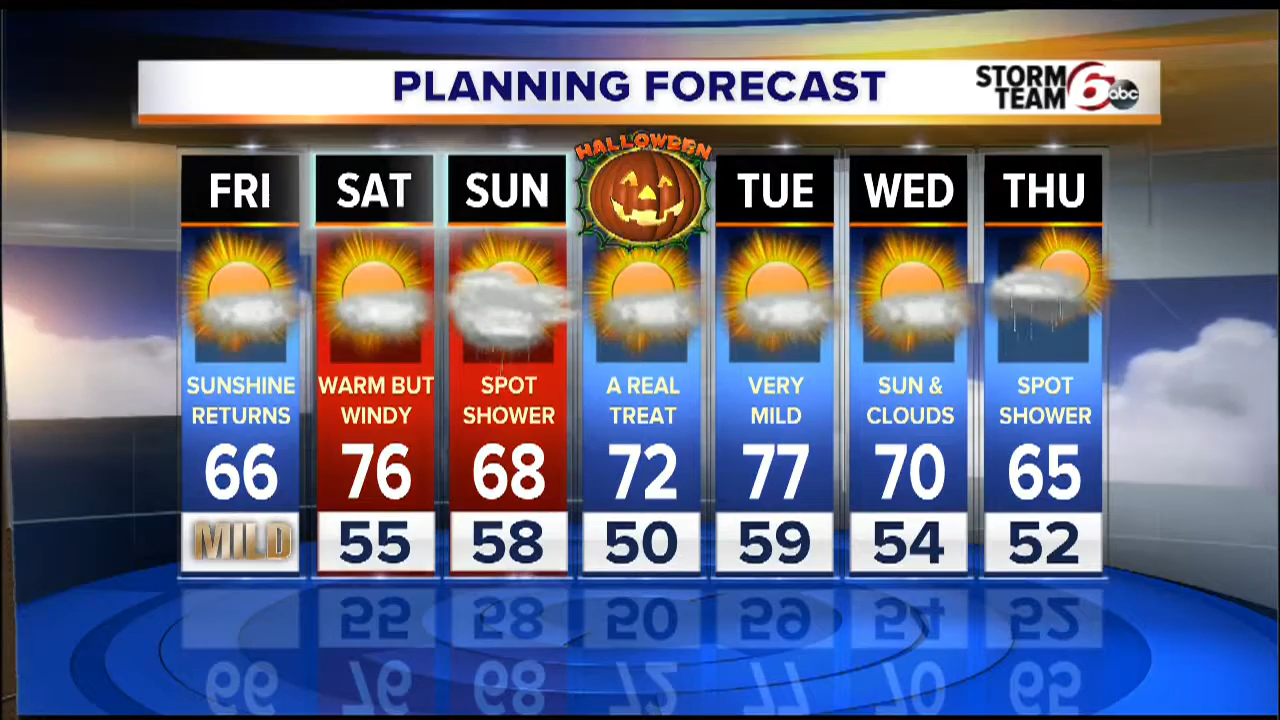 PLANNING FORECAST
STORM TEAM 6 abc
FRI
SUNSHINE
RETURNS
66
MILD
SAT
WARM BUT
WINDY
76
55
SUN
SPOT
SHOWER
68
58
HALLOWEEN
A REAL
TREAT
72
50
TUE
VERY
MILD
77
59
WED
SUN &
CLOUDS
70
54
THU
SPOT
SHOWER
65
52